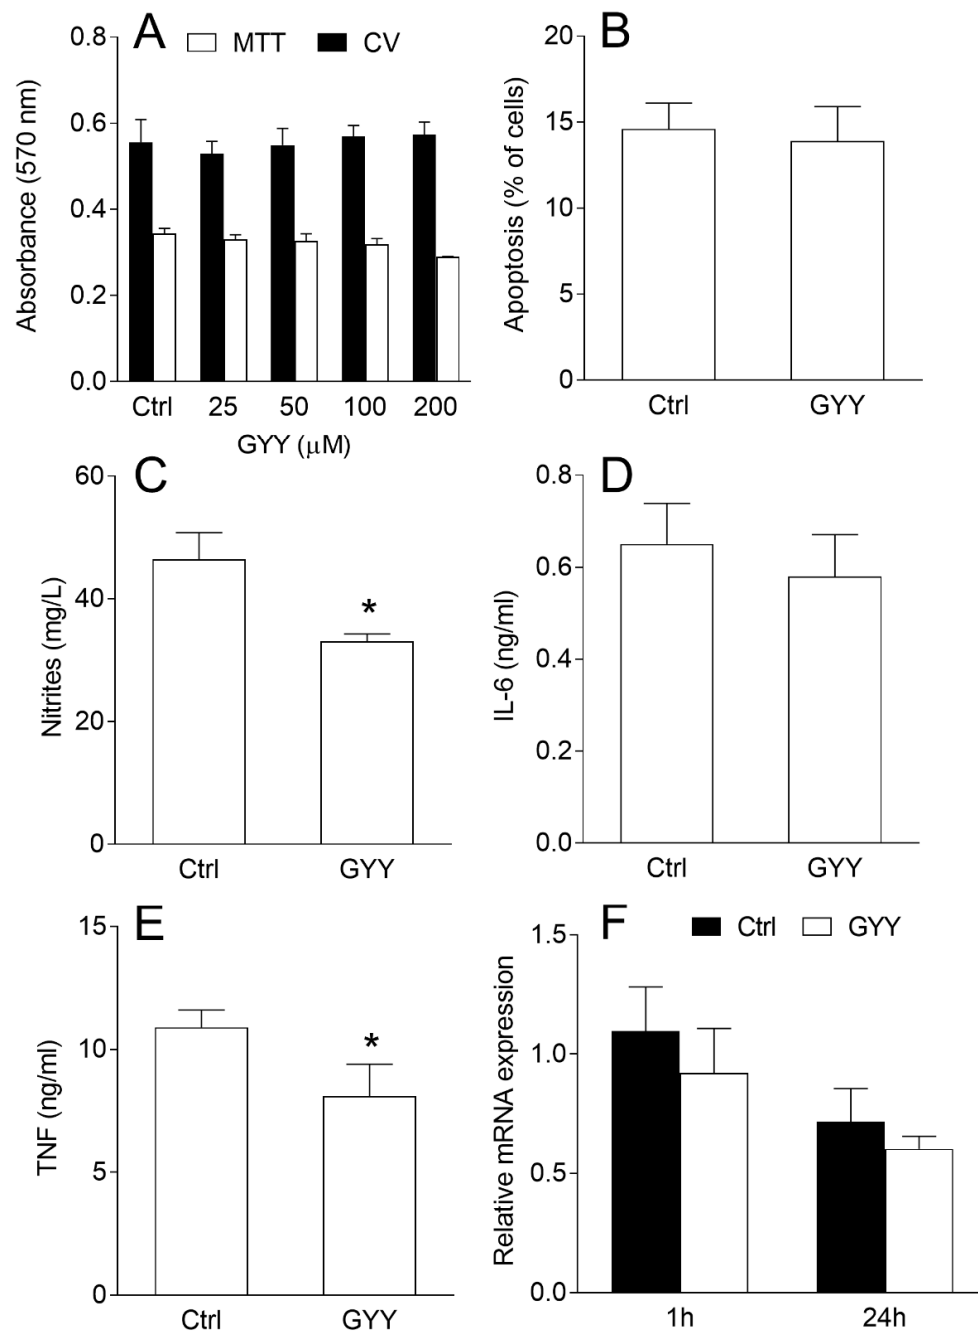 A
MTT CV
0.8
0.6
0.4
0.2
0.0
Absorbance (570 nm)
Ctrl 25 50 100 200
GYY (μM)
B
20
15
10
5
0
Apoptosis (% of cells)
Ctrl GYY
C
60
40
20
0
Nitrites (mg/L)
*
Ctrl GYY
D
0.8
0.6
0.4
0.2
0.0
IL-6 (ng/ml)
Ctrl GYY
E
15
10
5
0
TNF (ng/ml)
*
Ctrl GYY
F
Ctrl GYY
1.5
1.0
0.5
0.0
Relative mRNA expression
1h 24h